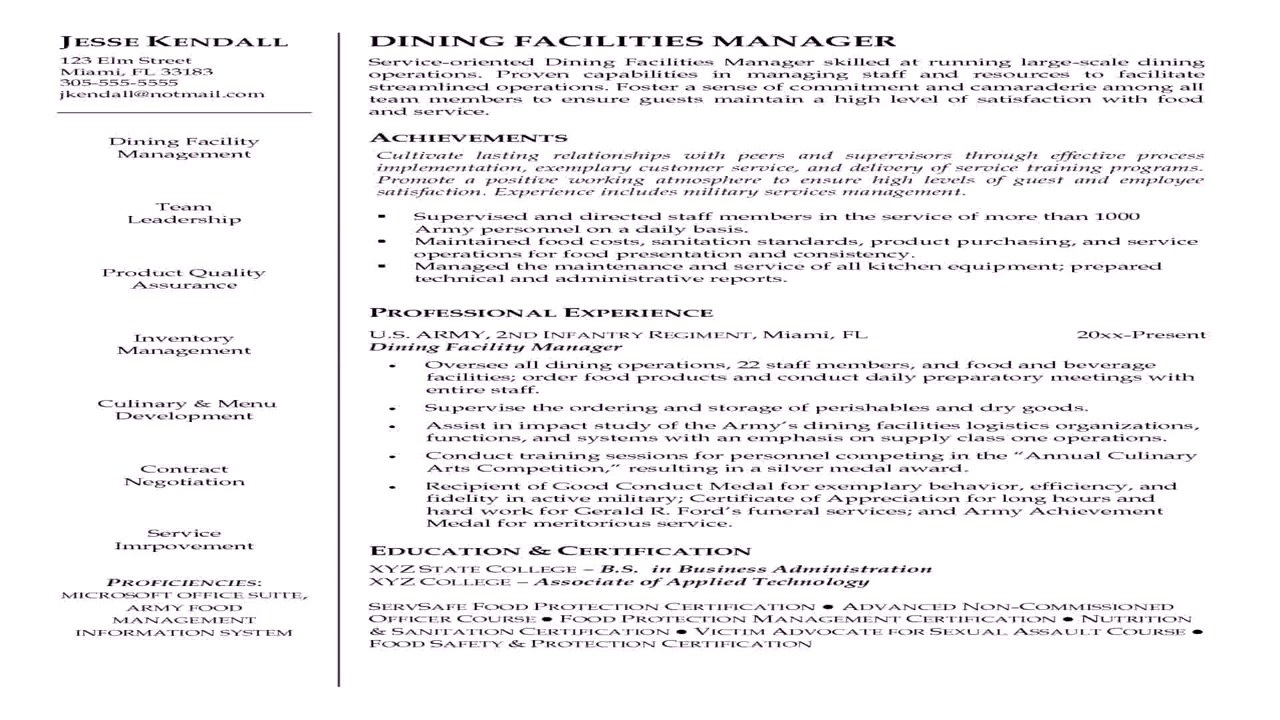 JESSE KENDALL
123 Elm Street
Miami, FL 33183
305-555-5555
jkendall@notmail.com
Dining Facility
Management
Team
Leadership
Product Quality
Assurance
Inventory
Management
Culinary & Menu
Development
Contract
Negotiation
Service
Imrpovement
PROFICIENCIES:
MICROSOFT OFFICE SUITE,
ARMY FOOD
MANAGEMENT
INFORMATION SYSTEM
DINING FACILITIES MANAGER
Service-oriented Dining Facilities Manager skilled at running large-scale dining
operations. Proven capabilities in managing staff and resources to facilitate
streamlined operations. Foster a sense of commitment and camaraderie among all
team members to ensure guests maintain a high level of satisfaction with food
and service.
ACHIEVEMENTS
Cultivate lasting relationships with peers and supervisors through effective process
implementation, exemplary customer service, and delivery of service training programs.
Promote a positive working atmosphere to ensure high levels of guest and employee
satisfaction. Experience includes military services management.
▪ Supervised and directed staff members in the service of more than 1000
Army personnel on a daily basis.
▪ Maintained food costs, sanitation standards, product purchasing, and service
operations for food presentation and consistency.
▪ Managed the maintenance and service of all kitchen equipment; prepared
technical and administrative reports.
PROFESSIONAL EXPERIENCE
U.S. ARMY, 2ND INFANTRY REGIMENT, Miami, FL 20xx-Present
Dining Facility Manager
• Oversee all dining operations, 22 staff members, and food and beverage
facilities; order food products and conduct daily preparatory meetings with
entire staff.
• Supervise the ordering and storage of perishables and dry goods.
• Assist in impact study of the Army's dining facilities logistics organizations,
functions, and systems with an emphasis on supply class one operations.
• Conduct training sessions for personnel competing in the "Annual Culinary
Arts Competition," resulting in a silver medal award.
• Recipient of Good Conduct Medal for exemplary behavior, efficiency, and
fidelity in active military; Certificate of Appreciation for long hours and
hard work for Gerald R. Ford's funeral services; and Army Achievement
Medal for meritorious service.
EDUCATION & CERTIFICATION
XYZ STATE COLLEGE – B.S. in Business Administration
XYZ COLLEGE – Associate of Applied Technology
SERVSAFE FOOD PROTECTION CERTIFICATION ● ADVANCED NON-COMMISSIONED
OFFICER COURSE ● FOOD PROTECTION MANAGEMENT CERTIFICATION ● NUTRITION
& SANITATION CERTIFICATION ● VICTIM ADVOCATE FOR SEXUAL ASSAULT COURSE ●
FOOD SAFETY & PROTECTION CERTIFICATION